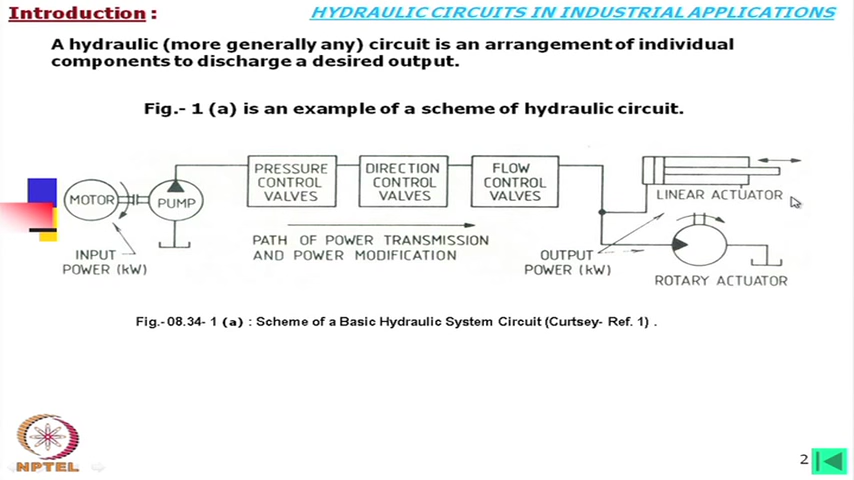 Introduction :
HYDRAULIC CIRCUITS IN INDUSTRIAL APPLICATIONS
A hydraulic (more generally any) circuit is an arrangement of individual
components to discharge a desired output.
Fig.- 1 (a) is an example of a scheme of hydraulic circuit.
MOTOR
PUMP
INPUT
POWER (kW)
PRESSURE
CONTROL
VALVES
DIRECTION
CONTROL
VALVES
FLOW
CONTROL
VALVES
PATH OF POWER TRANSMISSION
AND POWER MODIFICATION
OUTPUT
POWER (kW)
LINEAR ACTUATOR
ROTARY ACTUATOR
Fig.- 08.34- 1 (a) : Scheme of a Basic Hydraulic System Circuit (Curtsey- Ref. 1) .
NPTEL
2